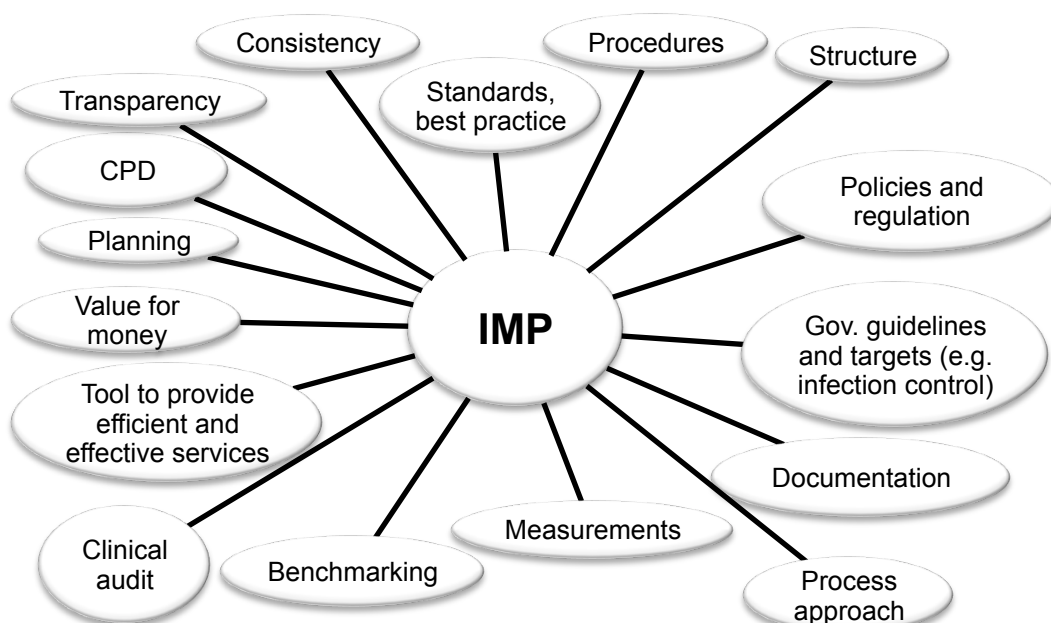 Consistency
Procedures
Structure
Transparency
Standards,
best practice
CPD
Policies and
regulation
Planning
IMP
Value for
money
Gov. guidelines
and targets (e.g.
infection control)
Tool to provide
efficient and
effective services
Documentation
Clinical
audit
Benchmarking
Measurements
Process
approach